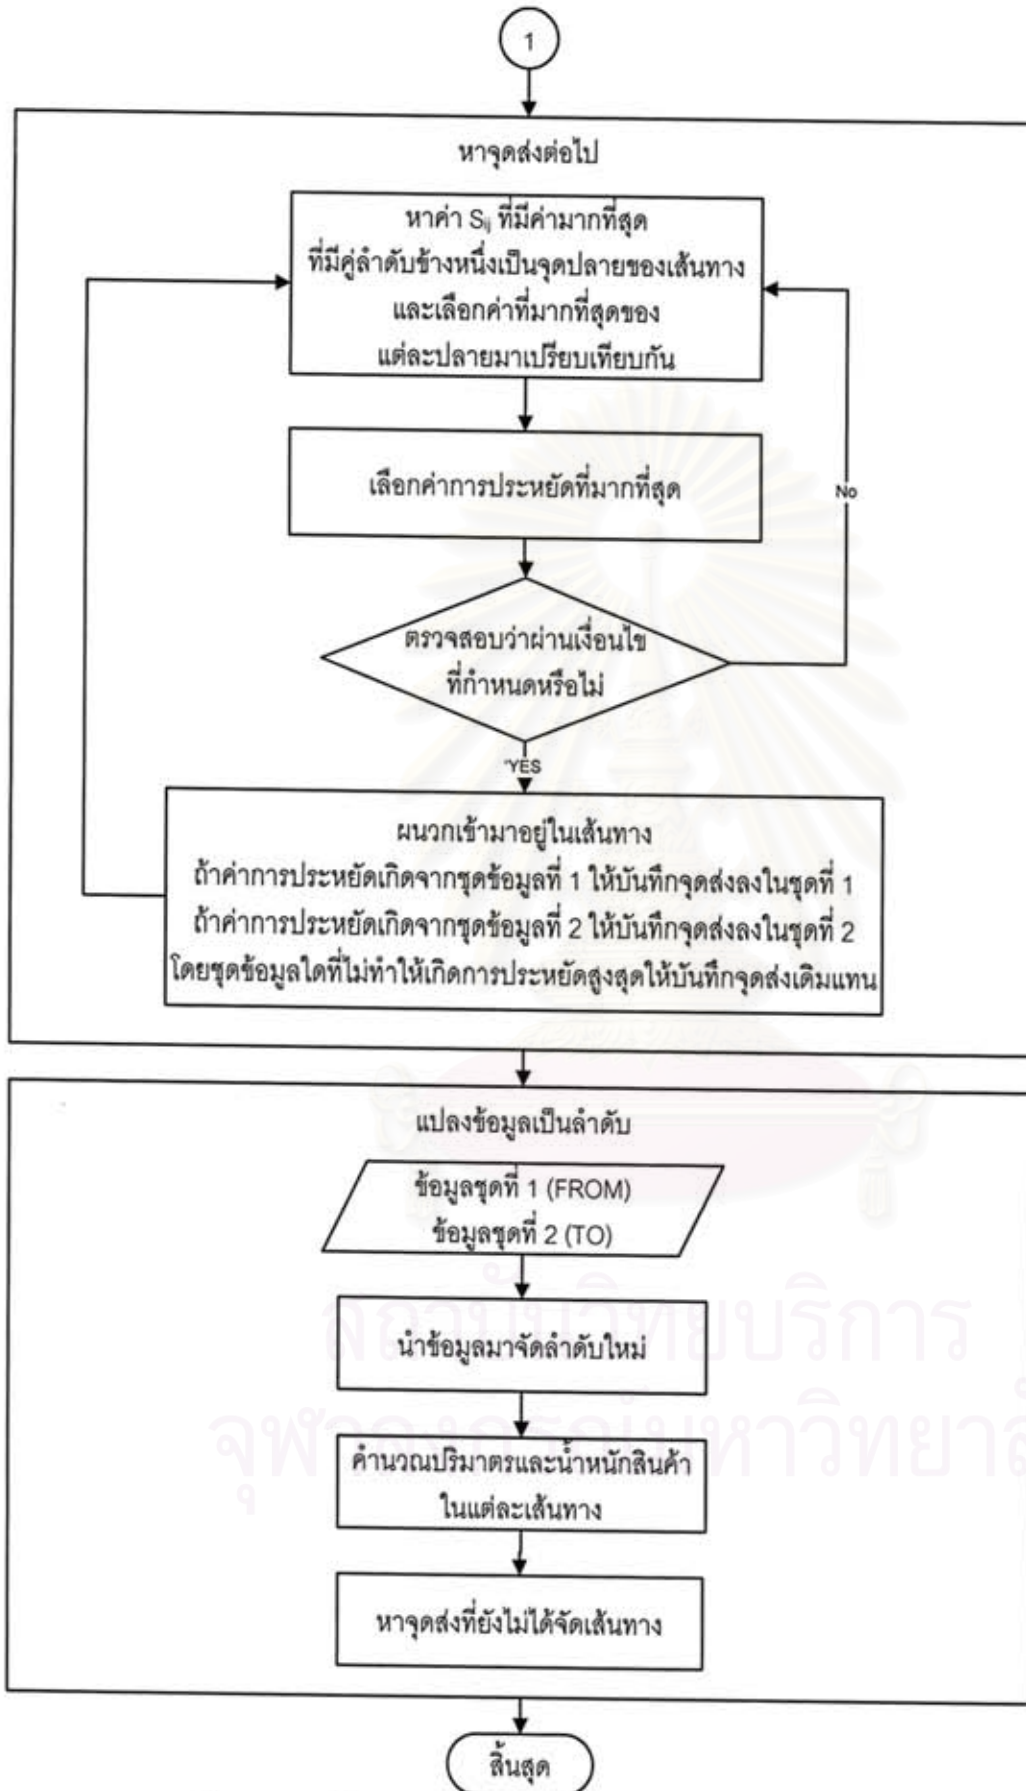 1
หาจุดส่งต่อไป
หาค่า Sij ที่มีค่ามากที่สุด
ที่มีคู่ลำดับข้างหนึ่งเป็นจุดปลายของเส้นทาง
และเลือกค่าที่มากที่สุดของ
แต่ละปลายมาเปรียบเทียบกัน
เลือกค่าการประหยัดที่มากที่สุด
No
ตรวจสอบว่าผ่านเงื่อนไข
ที่กำหนดหรือไม่
YES
ผนวกเข้ามาอยู่ในเส้นทาง
ถ้าค่าการประหยัดเกิดจากชุดข้อมูลที่ 1 ให้บันทึกจุดส่งลงในชุดที่ 1
ถ้าค่าการประหยัดเกิดจากชุดข้อมูลที่ 2 ให้บันทึกจุดส่งลงในชุดที่ 2
โดยชุดข้อมูลใดที่ไม่ทำให้เกิดการประหยัดสูงสุดให้บันทึกจุดส่งเดิมแทน
แปลงข้อมูลเป็นลำดับ
ข้อมูลชุดที่ 1 (FROM)
ข้อมูลชุดที่ 2 (TO)
สถาบันวิทยบริการ
นำข้อมูลมาจัดลำดับใหม่
คำนวณปริมาตรและน้ำหนักสินค้า
ในแต่ละเส้นทาง
หาจุดส่งที่ยังไม่ได้จัดเส้นทาง
สิ้นสุด